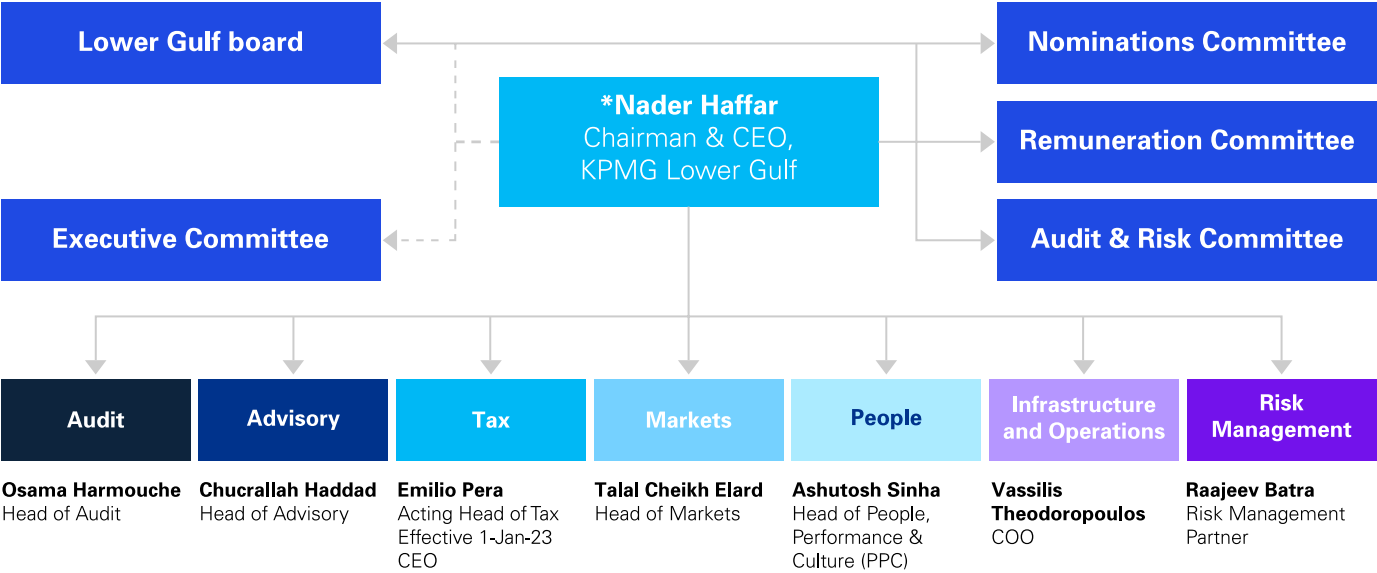 Lower Gulf board
Nominations Committee
*Nader Haffar
Chairman & CEO,
KPMG Lower Gulf
Remuneration Committee
Executive Committee
Audit & Risk Committee
Audit
Advisory
Tax
Markets
People
Infrastructure
and Operations
Risk
Management
Osama Harmouche
Head of Audit
Chucrallah Haddad
Head of Advisory
Emilio Pera
Acting Head of Tax
Effective 1-Jan-23
CEO
Talal Cheikh Elard
Head of Markets
Ashutosh Sinha
Head of People,
Performance &
Culture (PPC)
Vassilis
Theodoropoulos
COO
Raajeev Batra
Risk Management
Partner